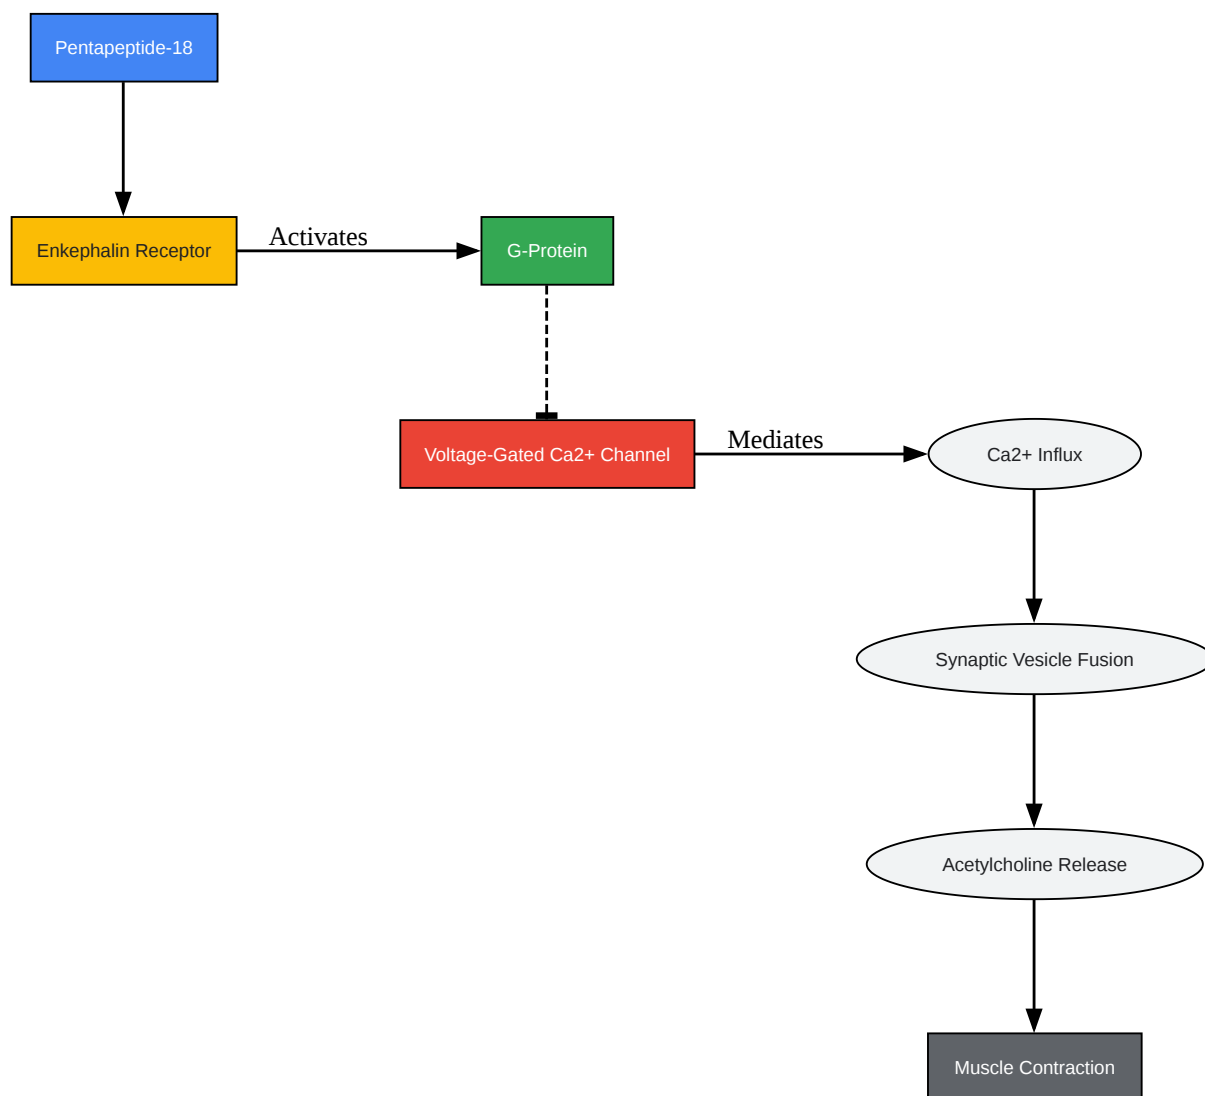 Pentapeptide-18
Enkephalin Receptor
Activates
G-Protein
Voltage-Gated Ca2+ Channel
Mediates
Ca2+ Influx
Synaptic Vesicle Fusion
Acetylcholine Release
Muscle Contraction